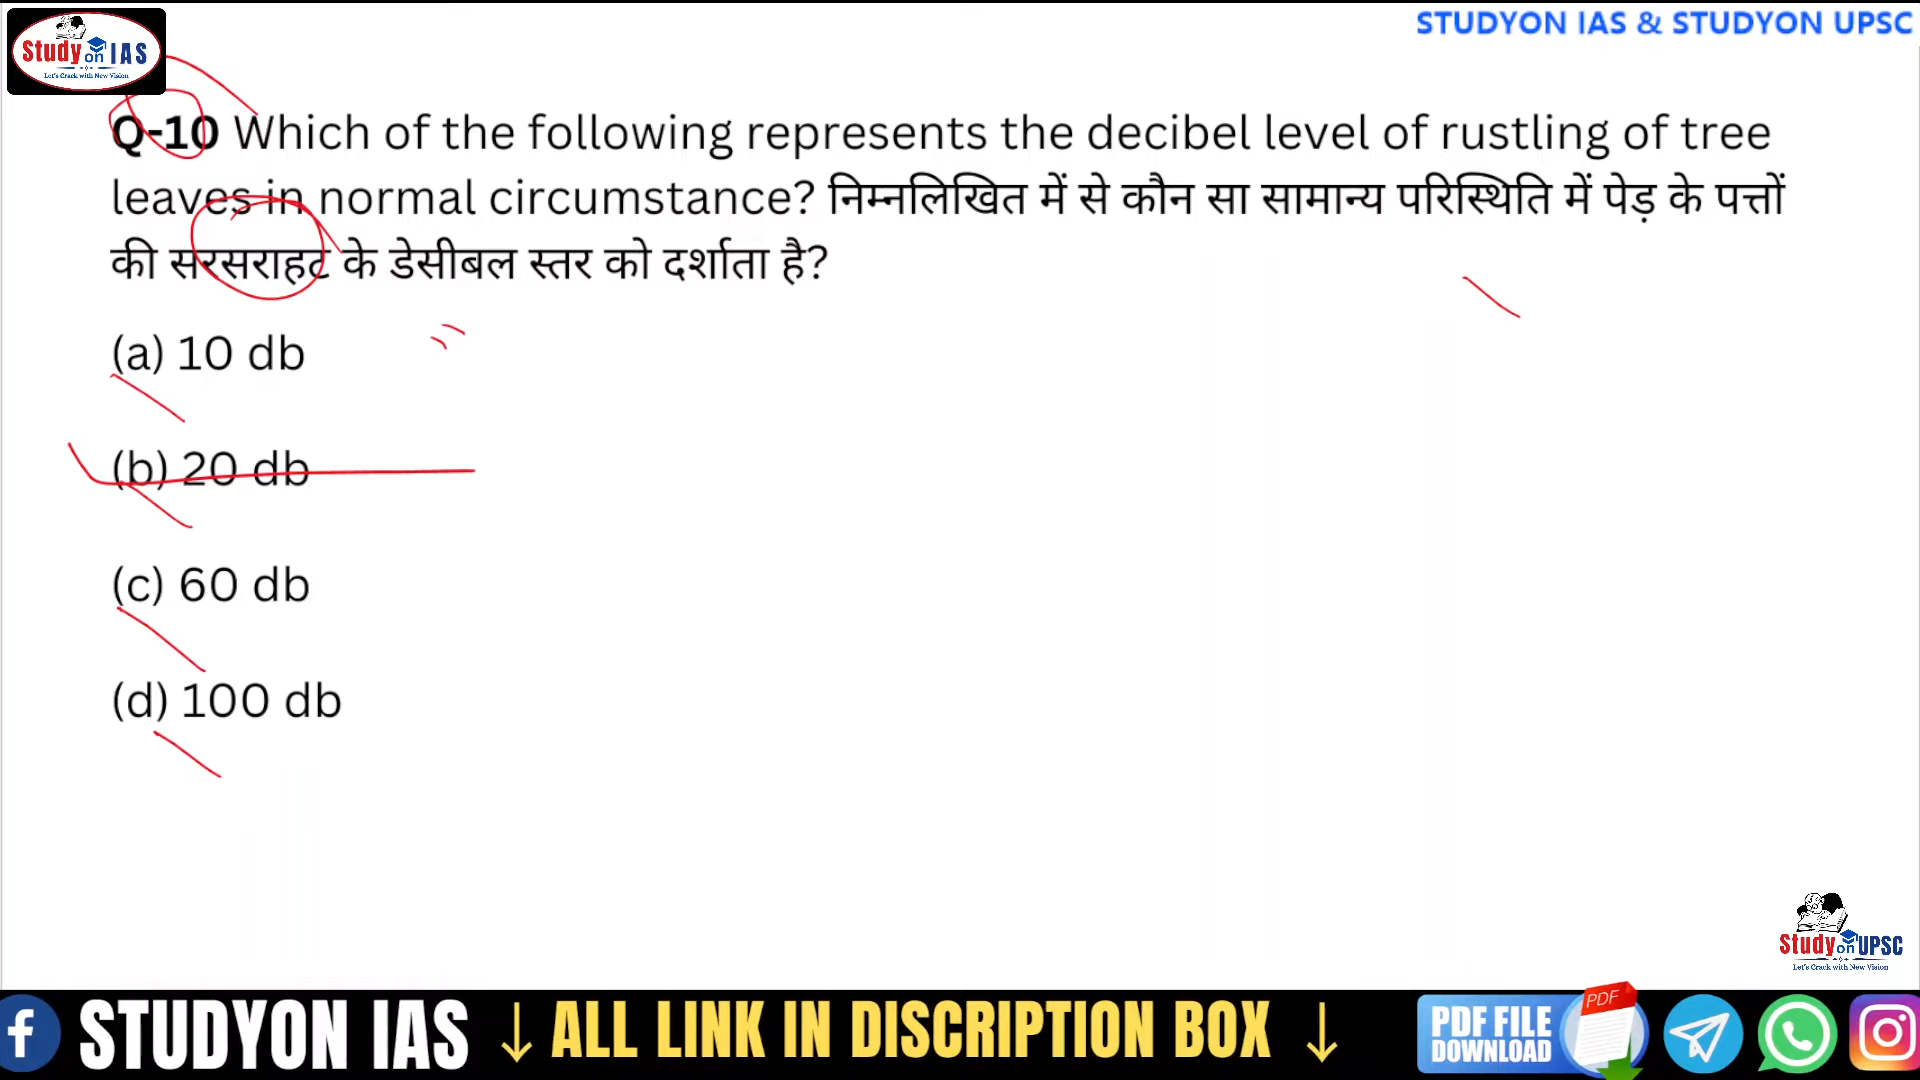 Study on IAS
Let's Crack with New Vision
STUDYON IAS & STUDYON UPSC
Q-10 Which of the following represents the decibel level of rustling of tree
leaves in normal circumstance? निम्नलिखित में से कौन सा सामान्य परिस्थिति में पेड़ के पत्तों
की सरसराहट के डेसीबल स्तर को दर्शाता है?
(a) 10 db
(b) 20 db
(c) 60 db
(d) 100 db
Study on UPSC
Let's Crack with New Vision
f STUDYON IAS ↓ ALL LINK IN DISCRIPTION BOX ↓
PDF FILE
DOWNLOAD
PDF